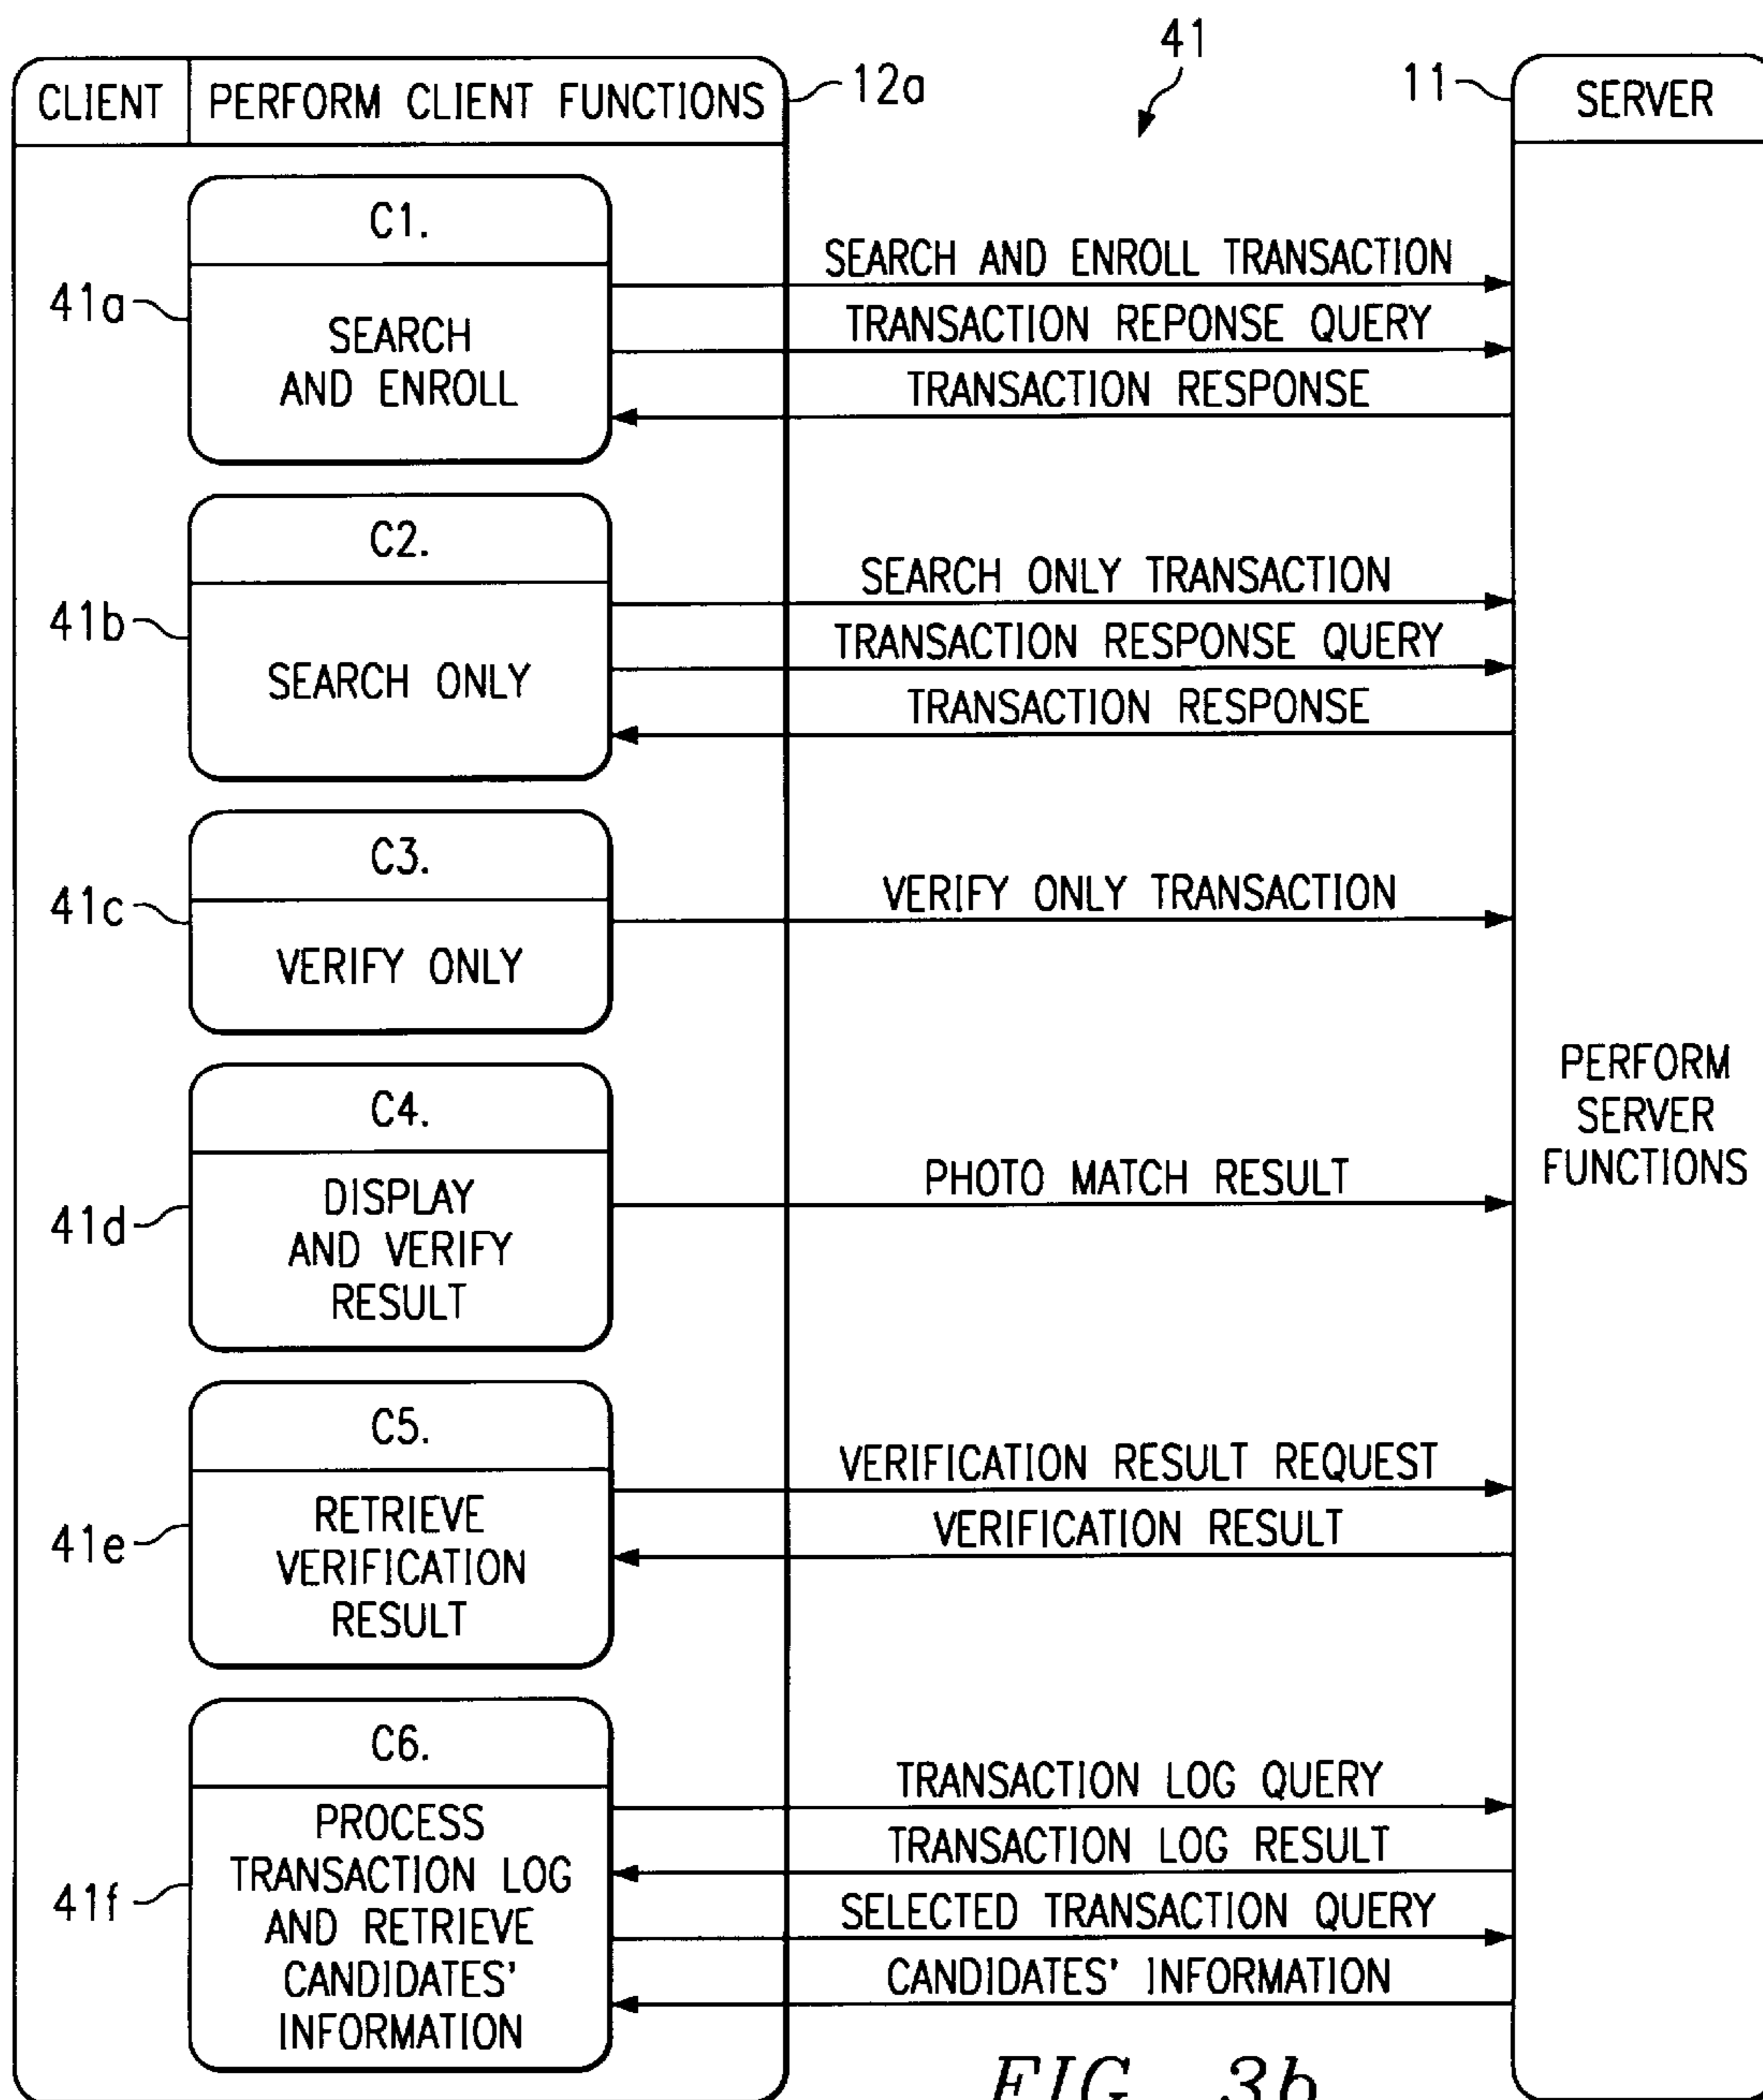 41
CLIENT
PERFORM CLIENT FUNCTIONS
12a
11
SERVER
C1.
41a
SEARCH
AND ENROLL
SEARCH AND ENROLL TRANSACTION
TRANSACTION REPONSE QUERY
TRANSACTION RESPONSE
C2.
41b
SEARCH ONLY
SEARCH ONLY TRANSACTION
TRANSACTION RESPONSE QUERY
TRANSACTION RESPONSE
C3.
41c
VERIFY ONLY
VERIFY ONLY TRANSACTION
PERFORM
SERVER
FUNCTIONS
C4.
41d
DISPLAY
AND VERIFY
RESULT
PHOTO MATCH RESULT
C5.
41e
RETRIEVE
VERIFICATION
RESULT
VERIFICATION RESULT REQUEST
VERIFICATION RESULT
C6.
41f
PROCESS
TRANSACTION LOG
AND RETRIEVE
CANDIDATES'
INFORMATION
TRANSACTION LOG QUERY
TRANSACTION LOG RESULT
SELECTED TRANSACTION QUERY
CANDIDATES' INFORMATION
FIG. 3b